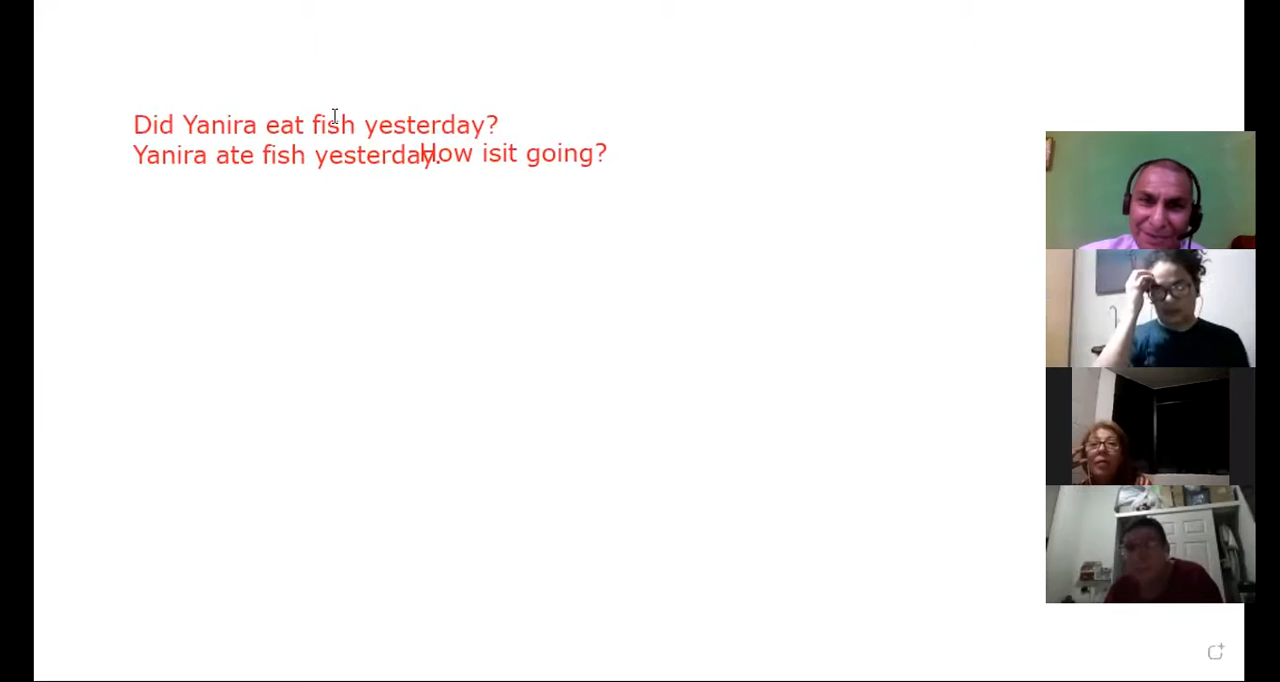 Did Yanira eat fish yesterday?
Yanira ate fish yesterday.
How isit going?